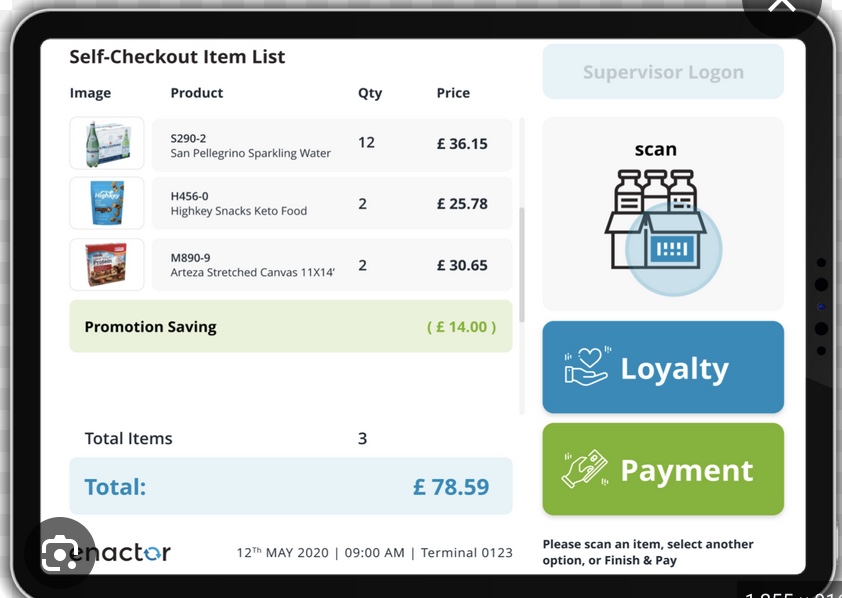 Self-Checkout Item List
Supervisor Logon
Image Product Qty Price
S290-2
San Pellegrino Sparkling Water
12
£ 36.15
H456-0
Highkey Snacks Keto Food
2
£ 25.78
M890-9
Arteza Stretched Canvas 11X14'
2
£ 30.65
Promotion Saving ( £ 14.00 )
Total Items 3
Total: £ 78.59
enactor
12Th MAY 2020 | 09:00 AM | Terminal 0123
scan
Loyalty
Payment
Please scan an item, select another
option, or Finish & Pay
Highkey
Protein